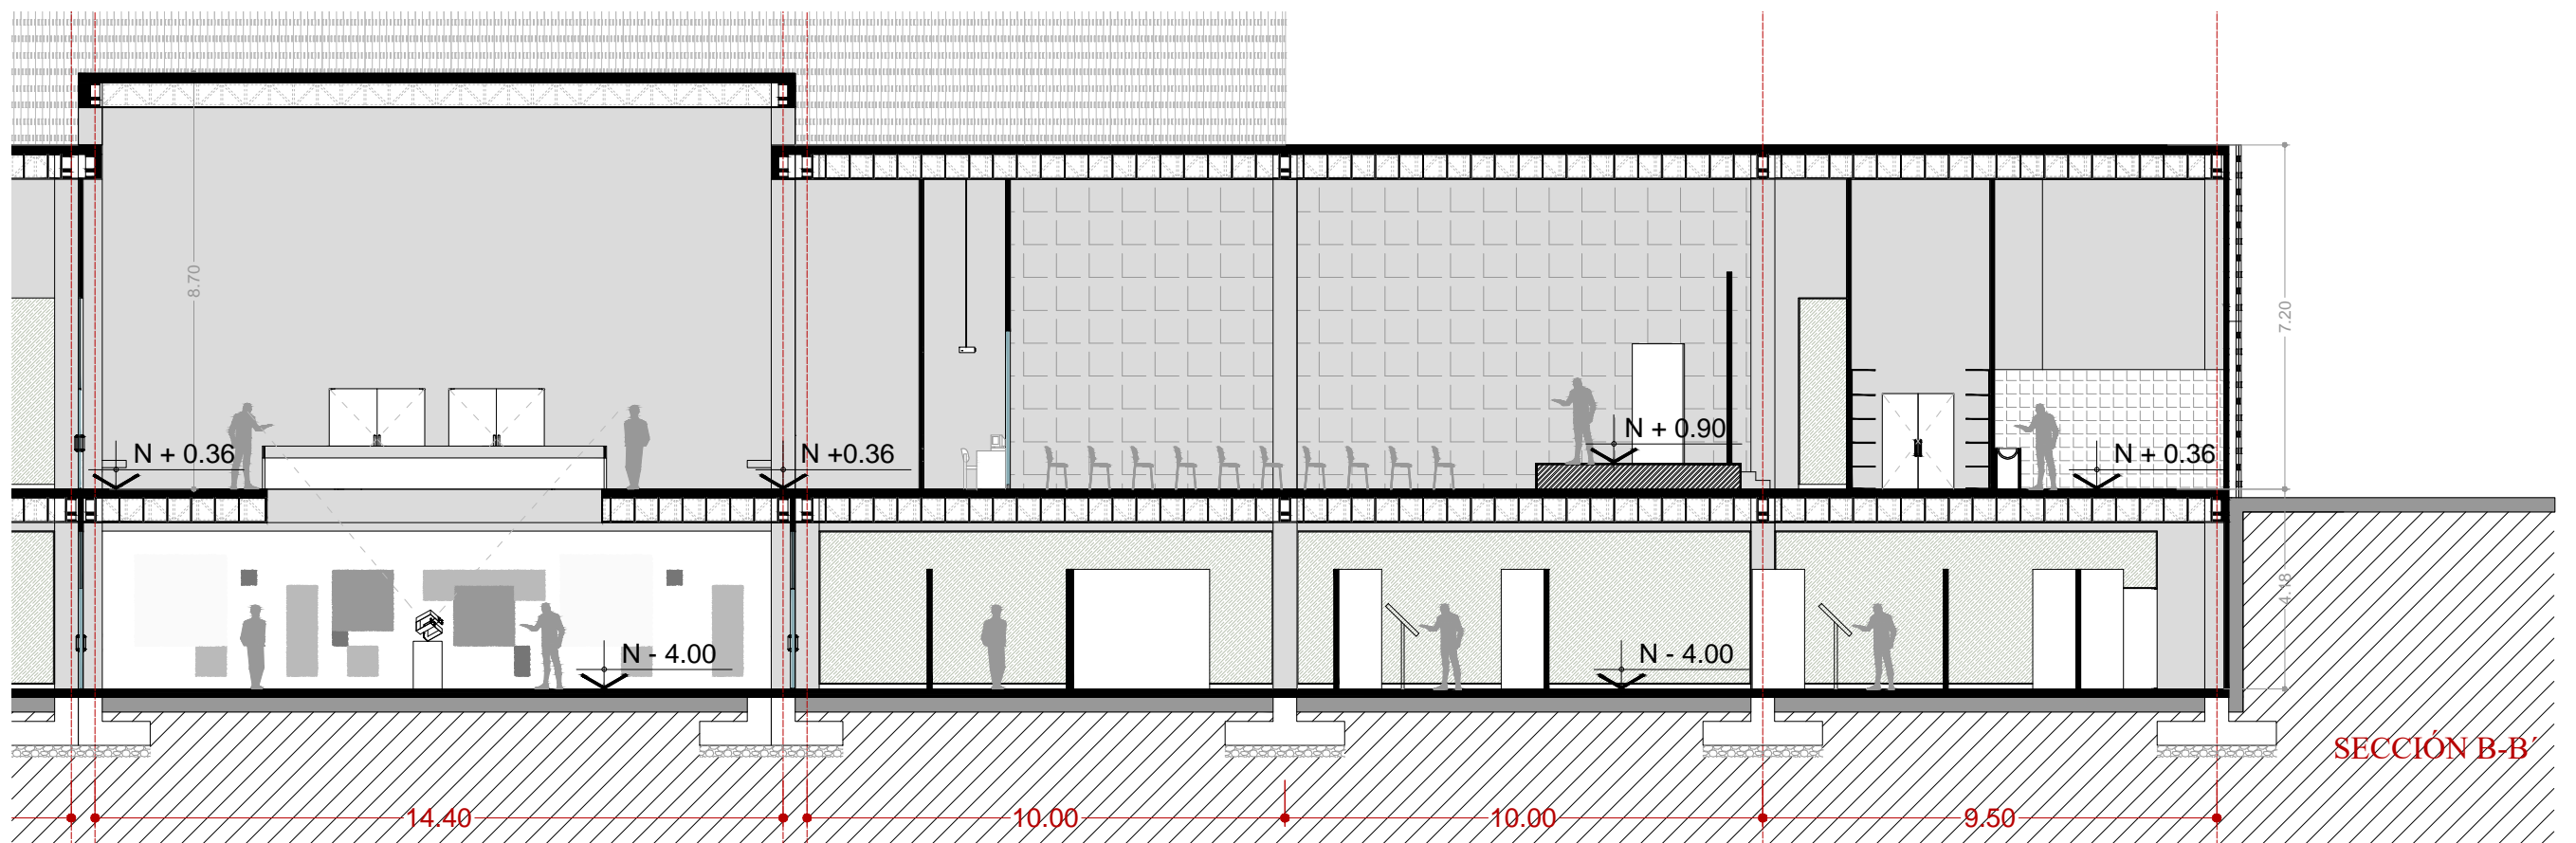 8.70
7.20
N + 0.90
N + 0.36
N +0.36
N + 0.36
4.18
N - 4.00
N - 4.00
SECCIÓN B-B´
14.40
10.00
10.00
9.50